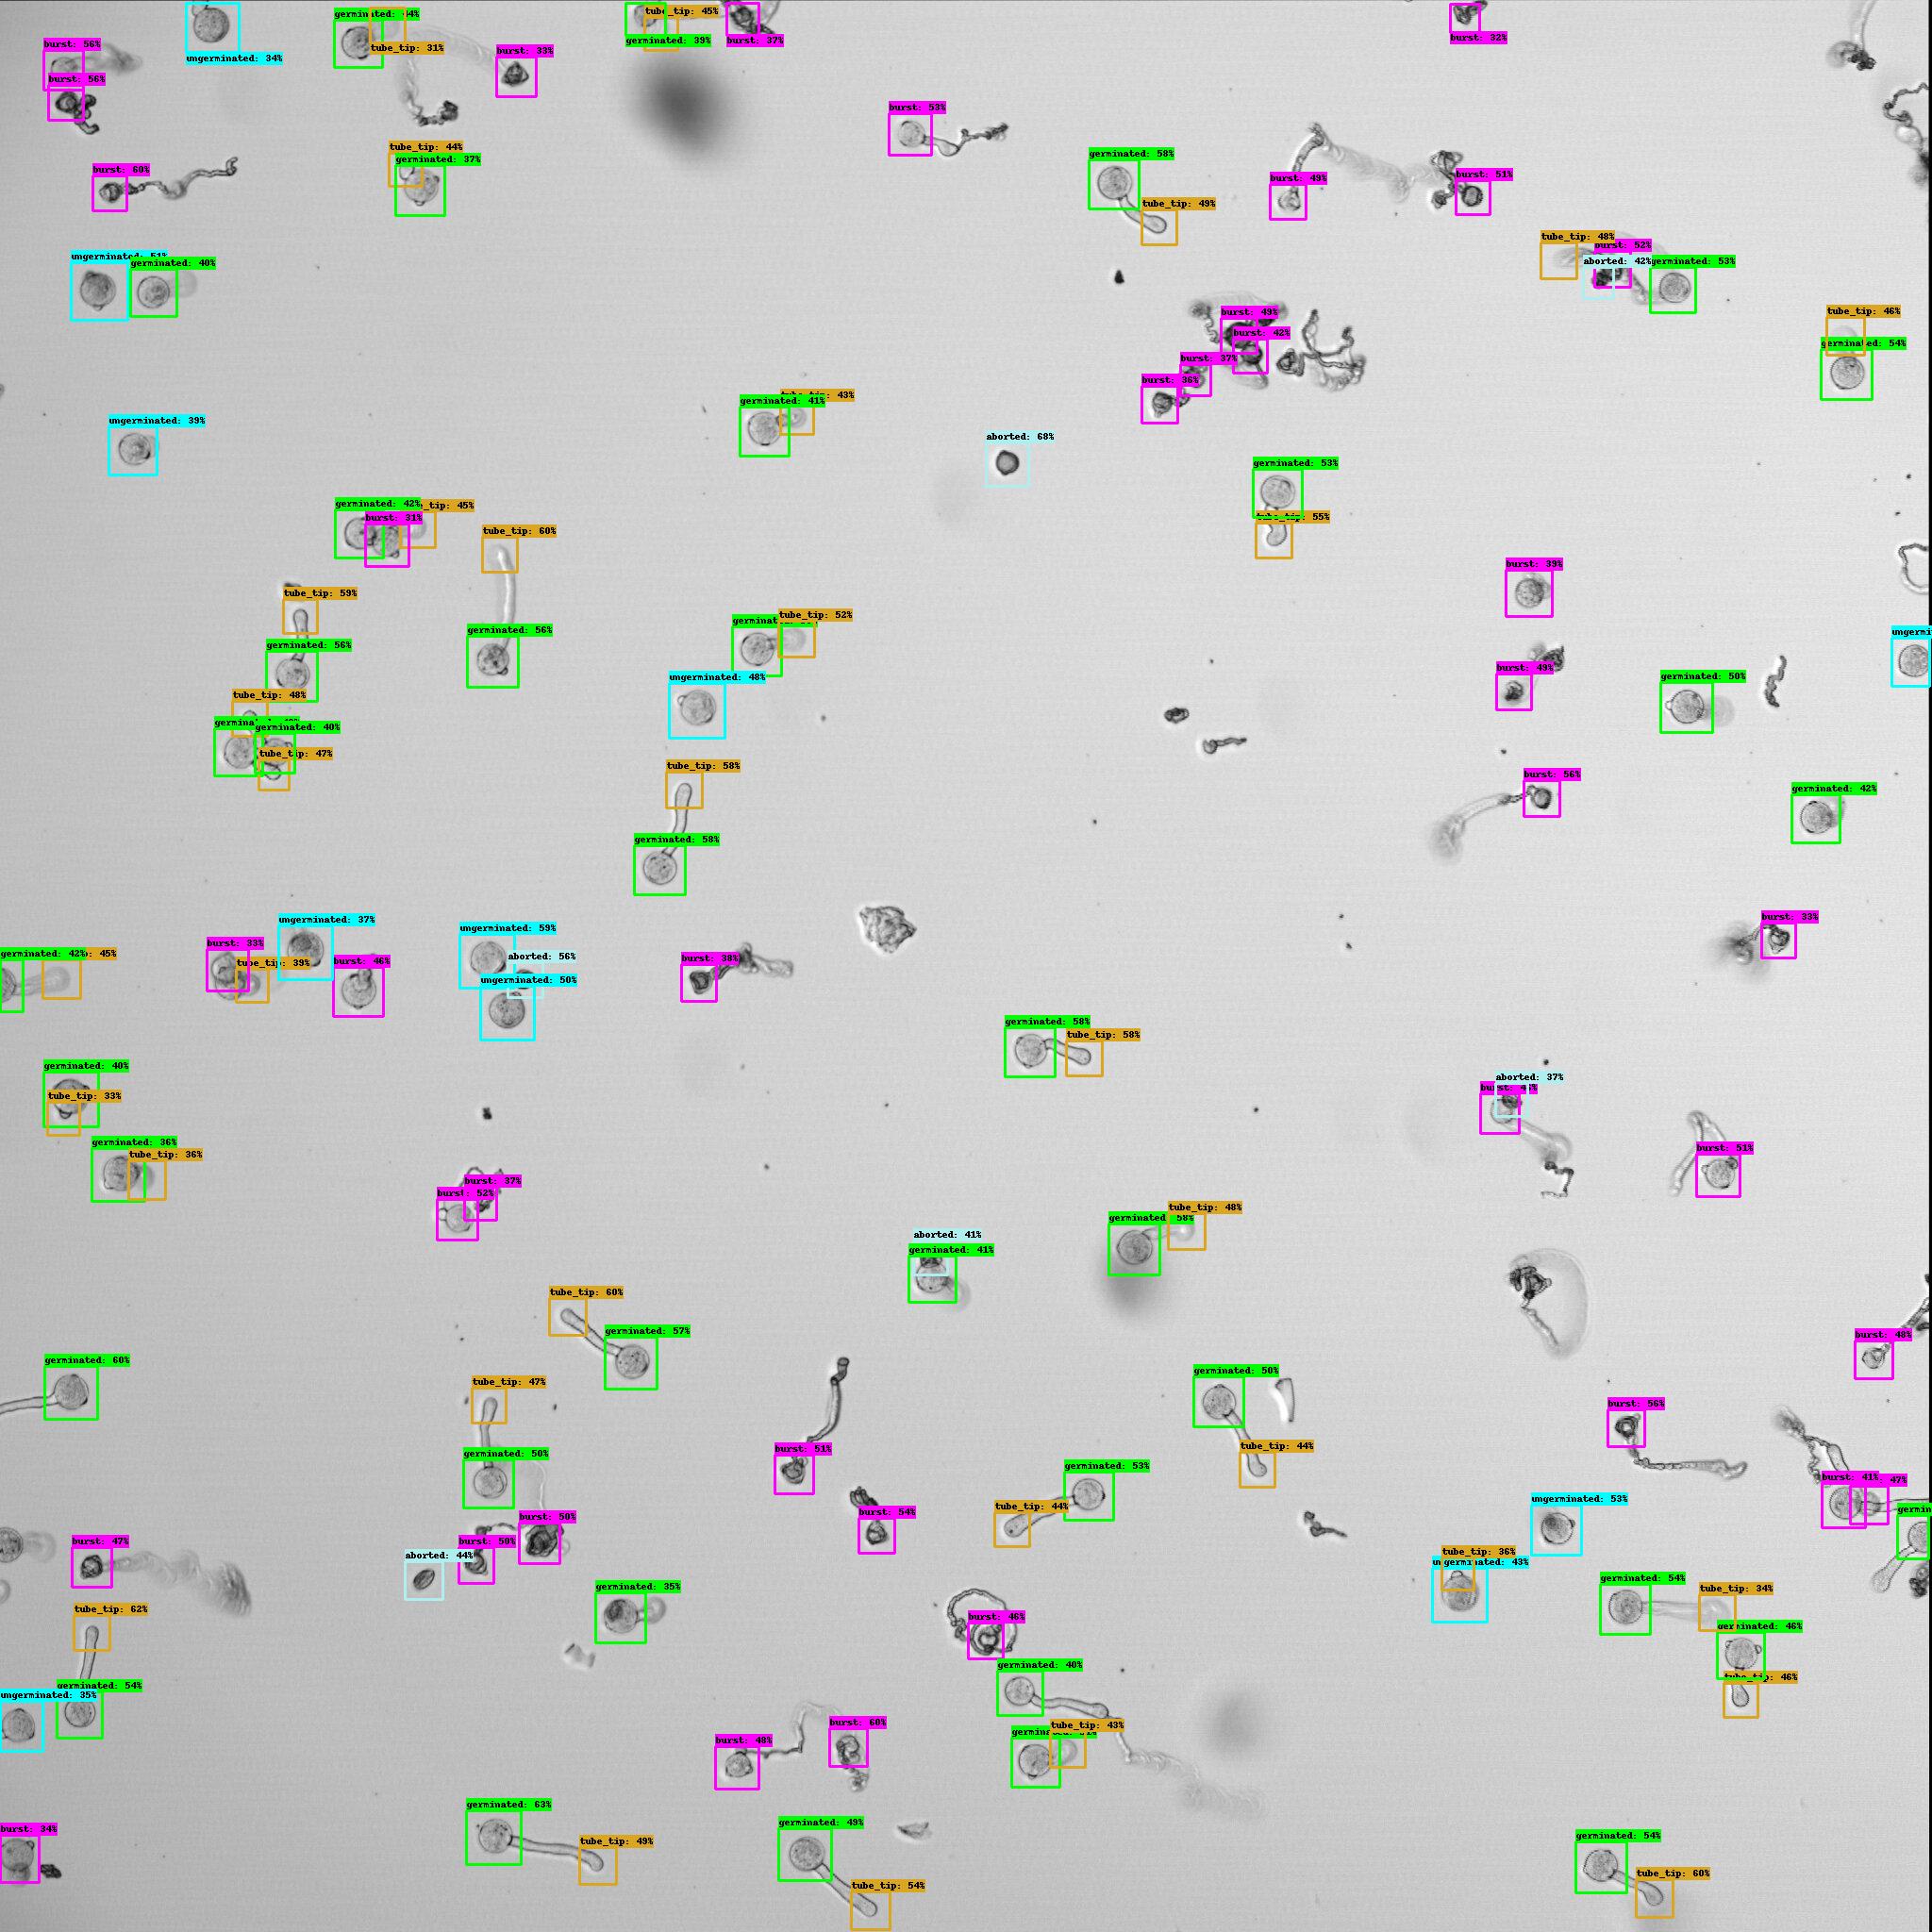 germinated: 44%
tube_tip: 45%
burst: 56%
ungerminated: 34%
tube_tip: 31%
burst: 33%
germinated: 39%
burst: 37%
burst: 32%
burst: 56%
burst: 53%
tube_tip: 44%
germinated: 37%
burst: 60%
germinated: 58%
burst: 49%
burst: 51%
tube_tip: 49%
tube_tip: 48%
burst: 52%
ungerminated: 51%
germinated: 40%
aborted: 42%
germinated: 53%
burst: 49%
tube_tip: 46%
burst: 42%
germinated: 54%
burst: 37%
burst: 36%
tube_tip: 43%
germinated: 41%
ungerminated: 39%
aborted: 68%
germinated: 53%
germinated: 42%
tube_tip: 45%
burst: 31%
tube_tip: 55%
tube_tip: 60%
burst: 39%
tube_tip: 59%
tube_tip: 52%
germinated: 56%
germinated: 56%
ungermi
burst: 49%
ungerminated: 48%
germinated: 50%
tube_tip: 48%
germinated: 40%
tube_tip: 47%
tube_tip: 58%
burst: 56%
germinated: 42%
germinated: 58%
ungerminated: 37%
burst: 33%
ungerminated: 59%
burst: 33%
germinated: 42%
45%
aborted: 56%
burst: 38%
tube_tip: 39%
burst: 46%
ungerminated: 50%
germinated: 58%
tube_tip: 58%
germinated: 40%
aborted: 37%
tube_tip: 33%
germinated: 36%
tube_tip: 36%
burst: 51%
burst: 37%
burst: 52%
tube_tip: 48%
germinated: 58%
aborted: 41%
germinated: 41%
tube_tip: 60%
germinated: 57%
burst: 48%
germinated: 60%
germinated: 50%
tube_tip: 47%
burst: 56%
tube_tip: 44%
burst: 51%
germinated: 50%
germinated: 53%
burst: 41%
47%
ungerminated: 53%
tube_tip: 44%
burst: 54%
germin
burst: 50%
burst: 47%
burst: 50%
aborted: 44%
tube_tip: 36%
ungerminated: 43%
germinated: 54%
germinated: 35%
tube_tip: 34%
tube_tip: 62%
burst: 46%
germinated: 46%
germinated: 40%
tube_tip: 46%
germinated: 54%
ungerminated: 35%
burst: 60%
tube_tip: 43%
burst: 48%
germinated: 63%
germinated: 49%
burst: 34%
germinated: 54%
tube_tip: 49%
tube_tip: 60%
tube_tip: 54%